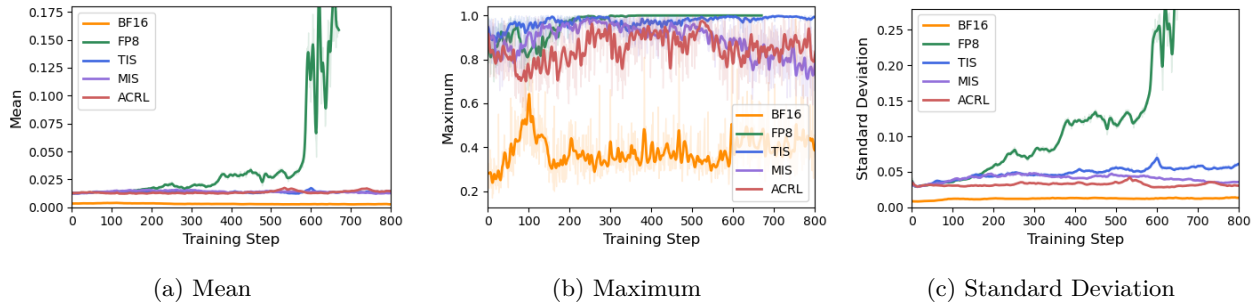 Mean
0.175
0.150
0.125
0.100
0.075
0.050
0.025
0.000
BF16
FP8
TIS
MIS
ACRL
0 100 200 300 400 500 600 700 800
Training Step
(a) Mean
Maximum
1.0
0.8
0.6
0.4
0.2
BF16
FP8
TIS
MIS
ACRL
0 100 200 300 400 500 600 700 800
Training Step
(b) Maximum
Standard Deviation
0.25
0.20
0.15
0.10
0.05
0.00
BF16
FP8
TIS
MIS
ACRL
0 100 200 300 400 500 600 700 800
Training Step
(c) Standard Deviation